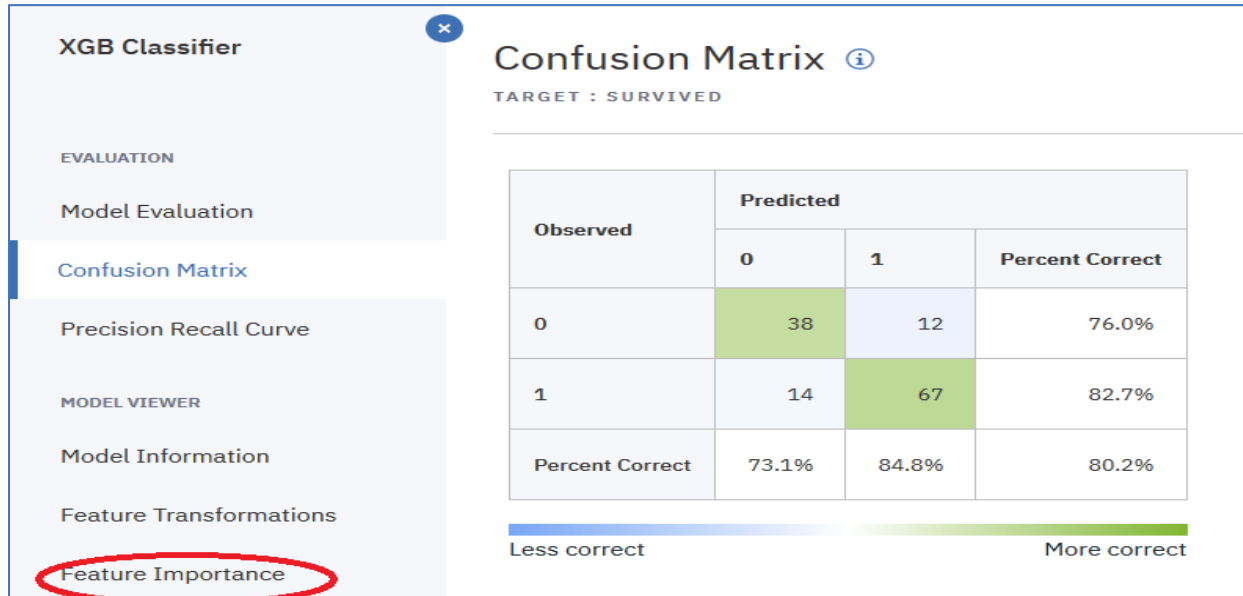 XGB Classifier
EVALUATION
Model Evaluation
Confusion Matrix
Precision Recall Curve
MODEL VIEWER
Model Information
Feature Transformations
Feature Importance
Confusion Matrix
TARGET : SURVIVED
Observed Predicted
0 1 Percent Correct
0 38 12 76.0%
1 14 67 82.7%
Percent Correct 73.1% 84.8% 80.2%
Less correct More correct